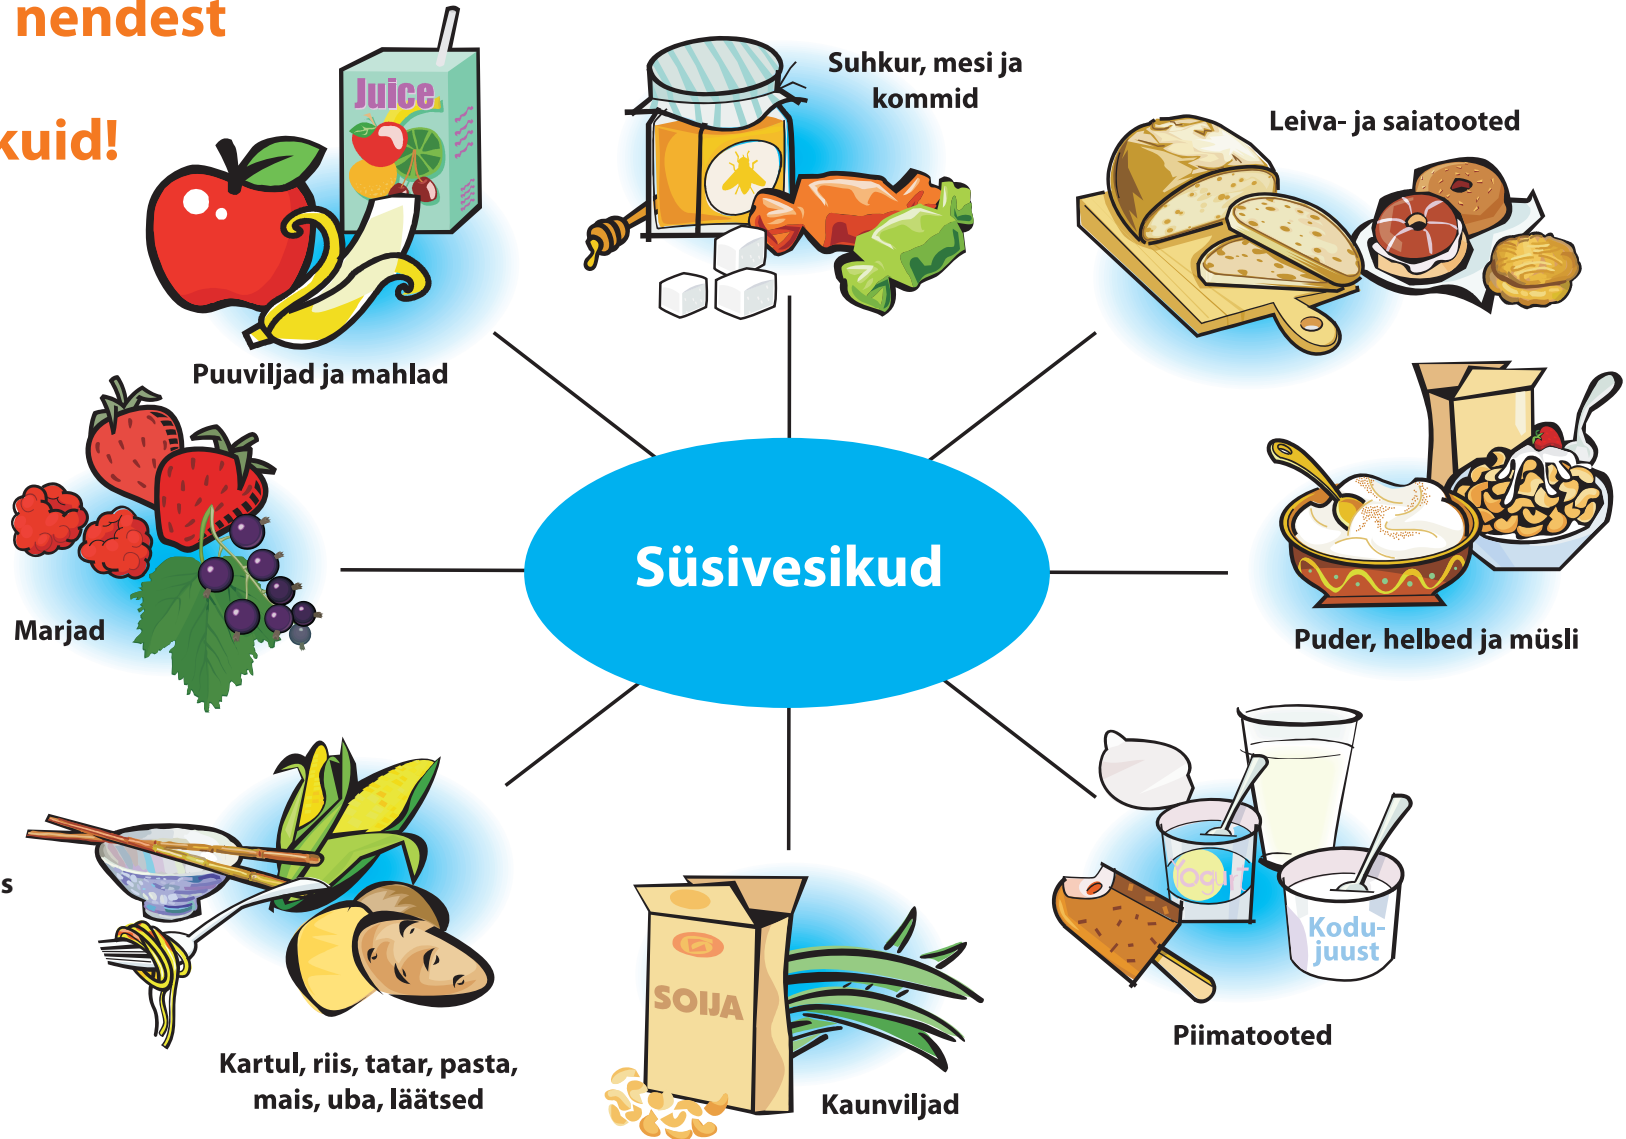 nendest
kuid!
Juice
Suhkur, mesi ja
kommid
Leiva- ja saiatooted
Puuviljad ja mahlad
Süsivesikud
Marjad
Puder, helbed ja müsli
s
Yogurt
Kodu-
juust
SOIJA
Piimatooted
Kartul, riis, tatar, pasta,
mais, uba, läätsed
Kaunviljad